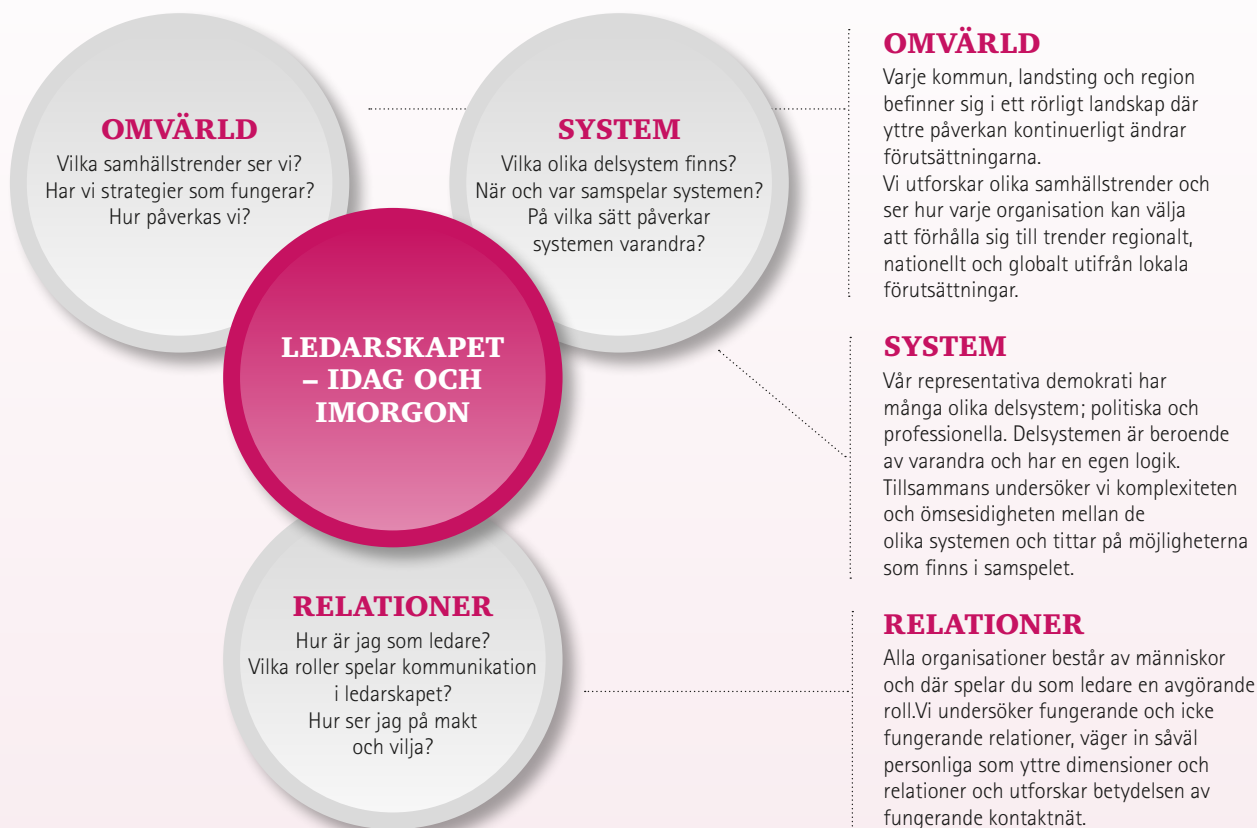 OMVÄRLD
Vilka samhällstrender ser vi?
Har vi strategier som fungerar?
Hur påverkas vi?
SYSTEM
Vilka olika delsystem finns?
När och var samspelar systemen?
På vilka sätt påverkar
systemen varandra?
LEDARSKAPET
– IDAG OCH
IMORGON
RELATIONER
Hur är jag som ledare?
Vilka roller spelar kommunikation
i ledarskapet?
Hur ser jag på makt
och vilja?
OMVÄRLD
Varje kommun, landsting och region
befinner sig i ett rörligt landskap där
yttre påverkan kontinuerligt ändrar
förutsättningarna.
Vi utforskar olika samhällstrender och
ser hur varje organisation kan välja
att förhålla sig till trender regionalt,
nationellt och globalt utifrån lokala
förutsättningar.
SYSTEM
Vår representativa demokrati har
många olika delsystem; politiska och
professionella. Delsystemen är beroende
av varandra och har en egen logik.
Tillsammans undersöker vi komplexiteten
och ömsesidigheten mellan de
olika systemen och tittar på möjligheterna
som finns i samspelet.
RELATIONER
Alla organisationer består av människor
och där spelar du som ledare en avgörande
roll.Vi undersöker fungerande och icke
fungerande relationer, väger in såväl
personliga som yttre dimensioner och
relationer och utforskar betydelsen av
fungerande kontaktnät.